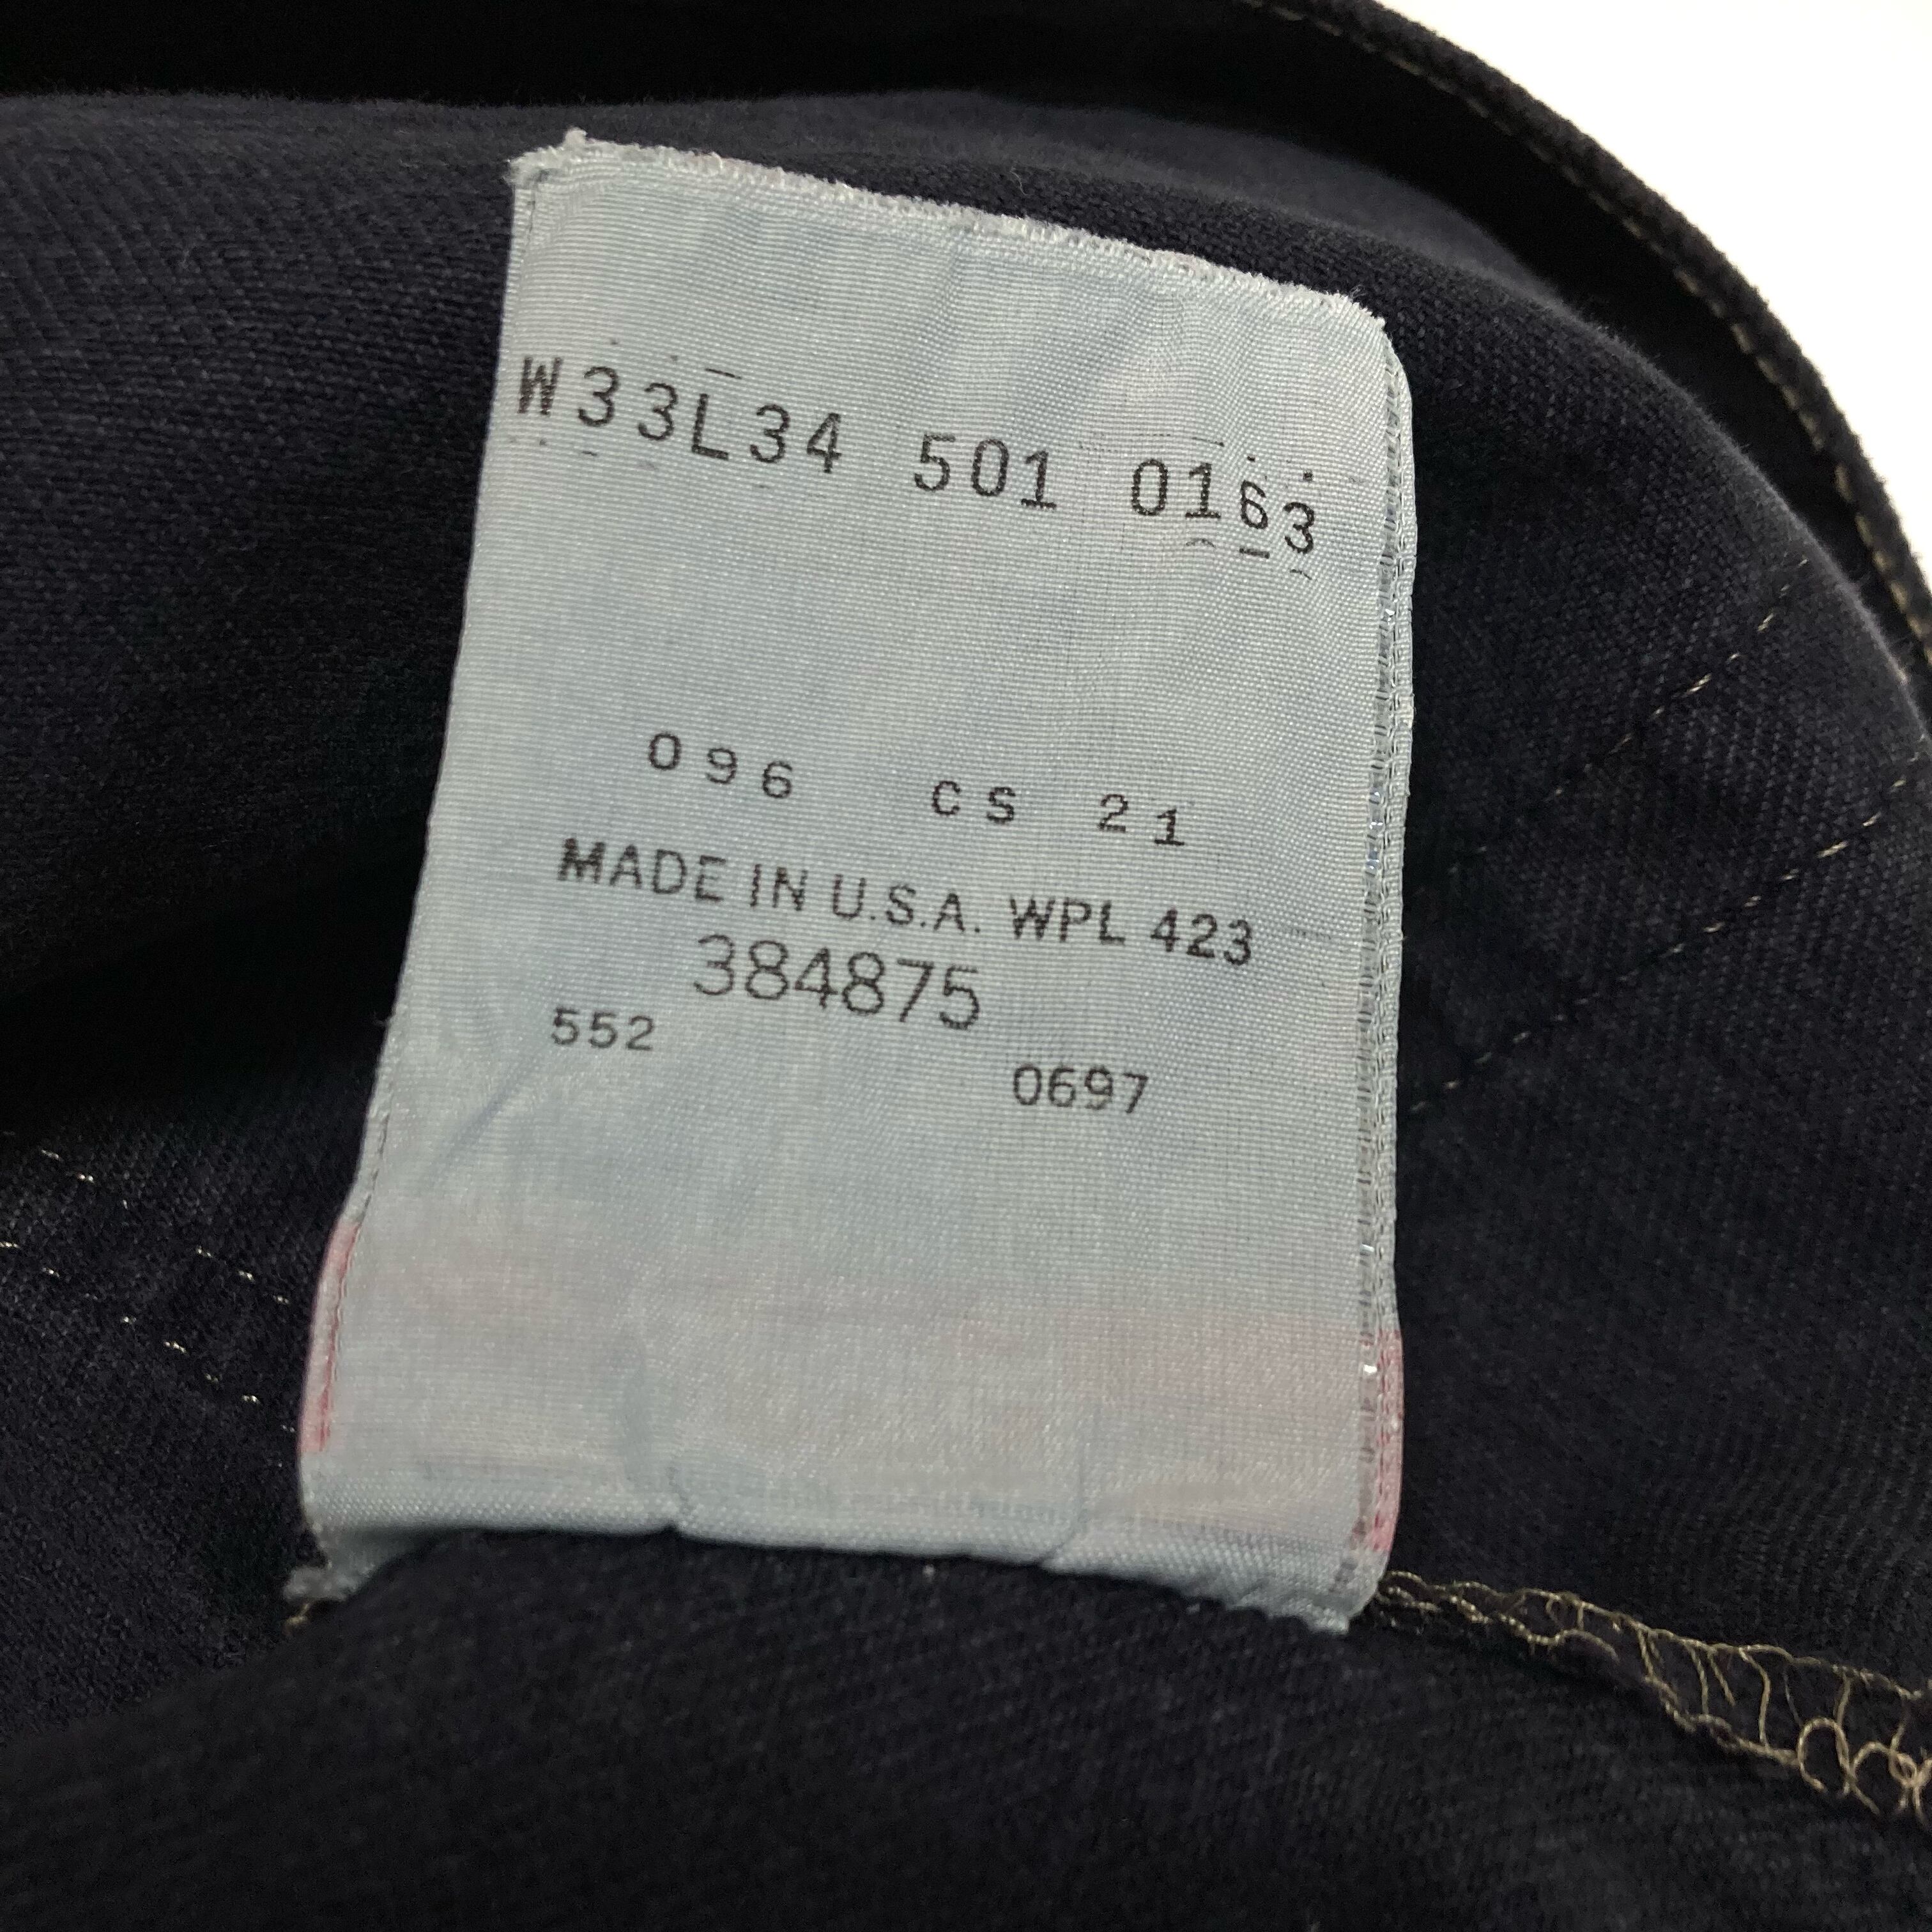 W33L34 501 0163
096 CS 21
MADE IN U.S.A. WPL 423
384875
552
0697